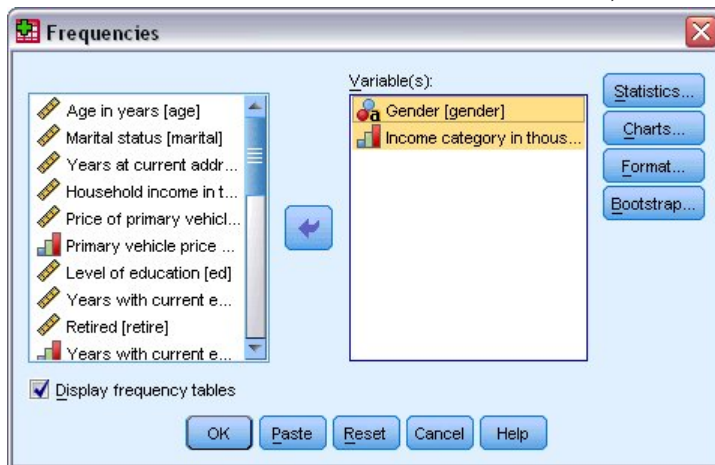 Frequencies
Variable(s):
Age in years [age]
Marital status [marital]
Years at current addr...
Household income in t...
Price of primary vehicl...
Primary vehicle price ...
Level of education [ed]
Years with current e...
Retired [retire]
Years with current e...
a Gender [gender]
Income category in thous...
Statistics...
Charts...
Format...
Bootstrap...
Display frequency tables
OK Paste Reset Cancel Help